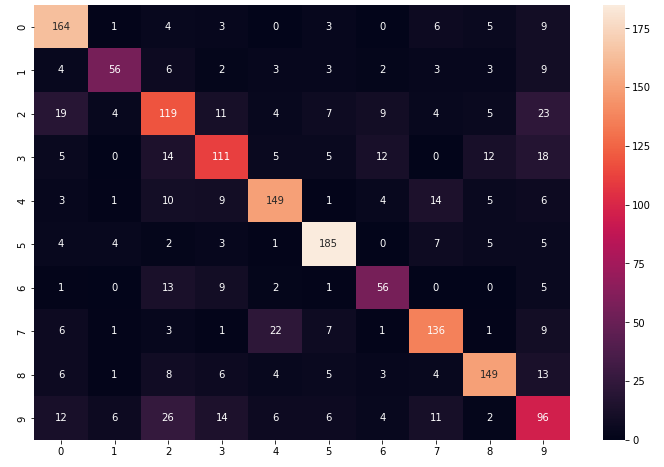 0 164 1 4 3 0 3 0 6 5 9
1 4 56 6 2 3 3 2 3 3 9
2 19 4 119 11 4 7 9 4 5 23
3 5 0 14 111 5 5 12 0 12 18
4 3 1 10 9 149 1 4 14 5 6
5 4 4 2 3 1 185 0 7 5 5
6 1 0 13 9 2 1 56 0 0 5
7 6 1 3 1 22 7 1 136 1 9
8 6 1 8 6 4 5 3 4 149 13
9 12 6 26 14 6 6 4 11 2 96
0 1 2 3 4 5 6 7 8 9
175
150
125
100
75
50
25
0